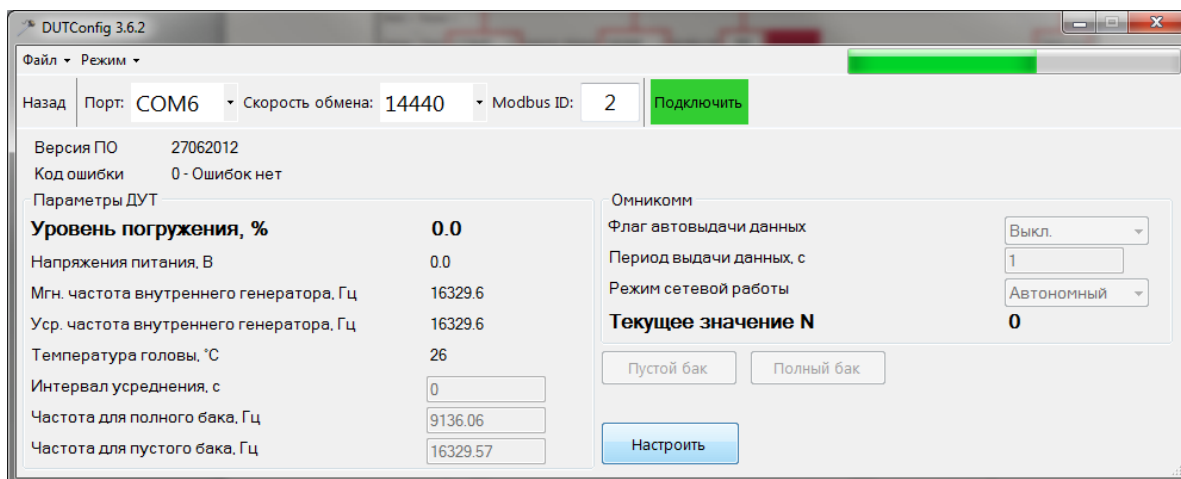 DUTConfig 3.6.2
Файл Режим
Назад Порт: COM6 Скорость обмена: 14440 Modbus ID: 2 Подключить
Версия ПО 27062012
Код ошибки 0 - Ошибок нет
Параметры ДУТ
Уровень погружения, % 0.0
Напряжения питания, В 0.0
Мгн. частота внутреннего генератора, Гц 16329.6
Уср. частота внутреннего генератора, Гц 16329.6
Температура головы, °С 26
Интервал усреднения, с 0
Частота для полного бака, Гц 9136.06
Частота для пустого бака, Гц 16329.57
Омникомм
Флаг автовыдачи данных Выкл.
Период выдачи данных, с 1
Режим сетевой работы Автономный
Текущее значение N 0
Пустой бак Полный бак
Настроить